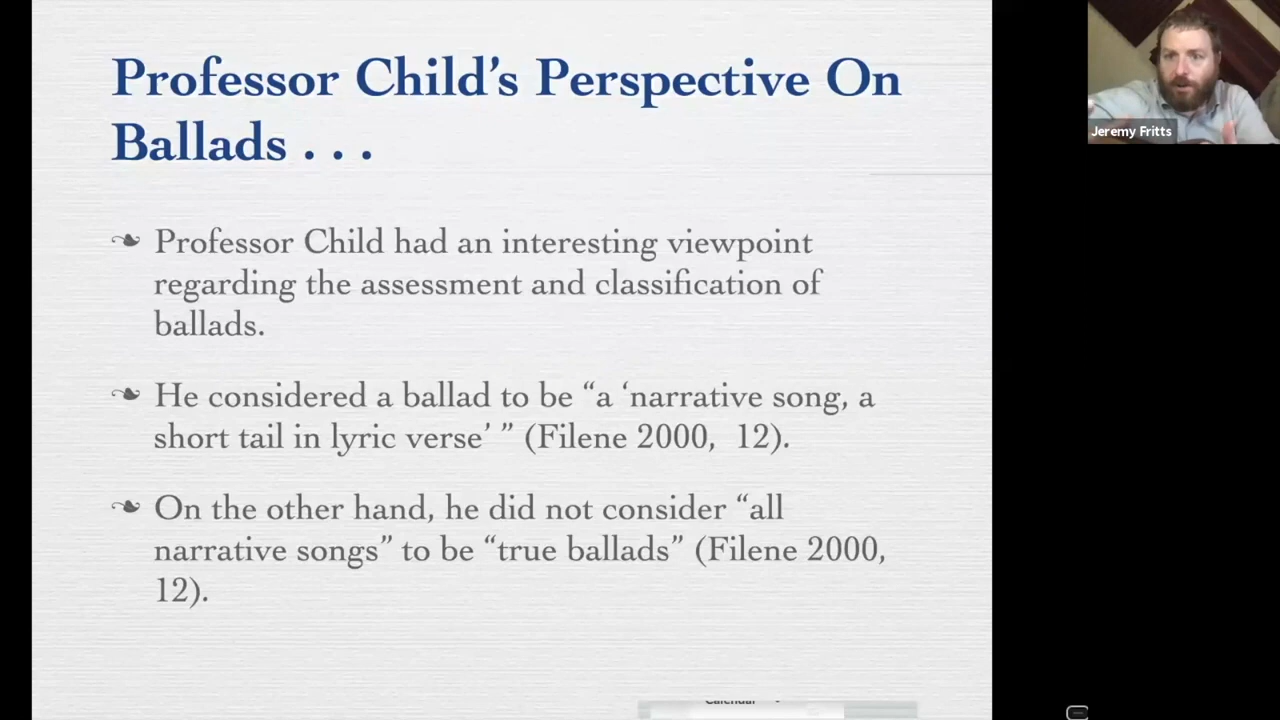 Professor Child’s Perspective On
Ballads . . .
Professor Child had an interesting viewpoint
regarding the assessment and classification of
ballads.
He considered a ballad to be “a ‘narrative song, a
short tail in lyric verse’ ” (Filene 2000, 12).
On the other hand, he did not consider “all
narrative songs” to be “true ballads” (Filene 2000,
12).
Jeremy Fritts
Calendar